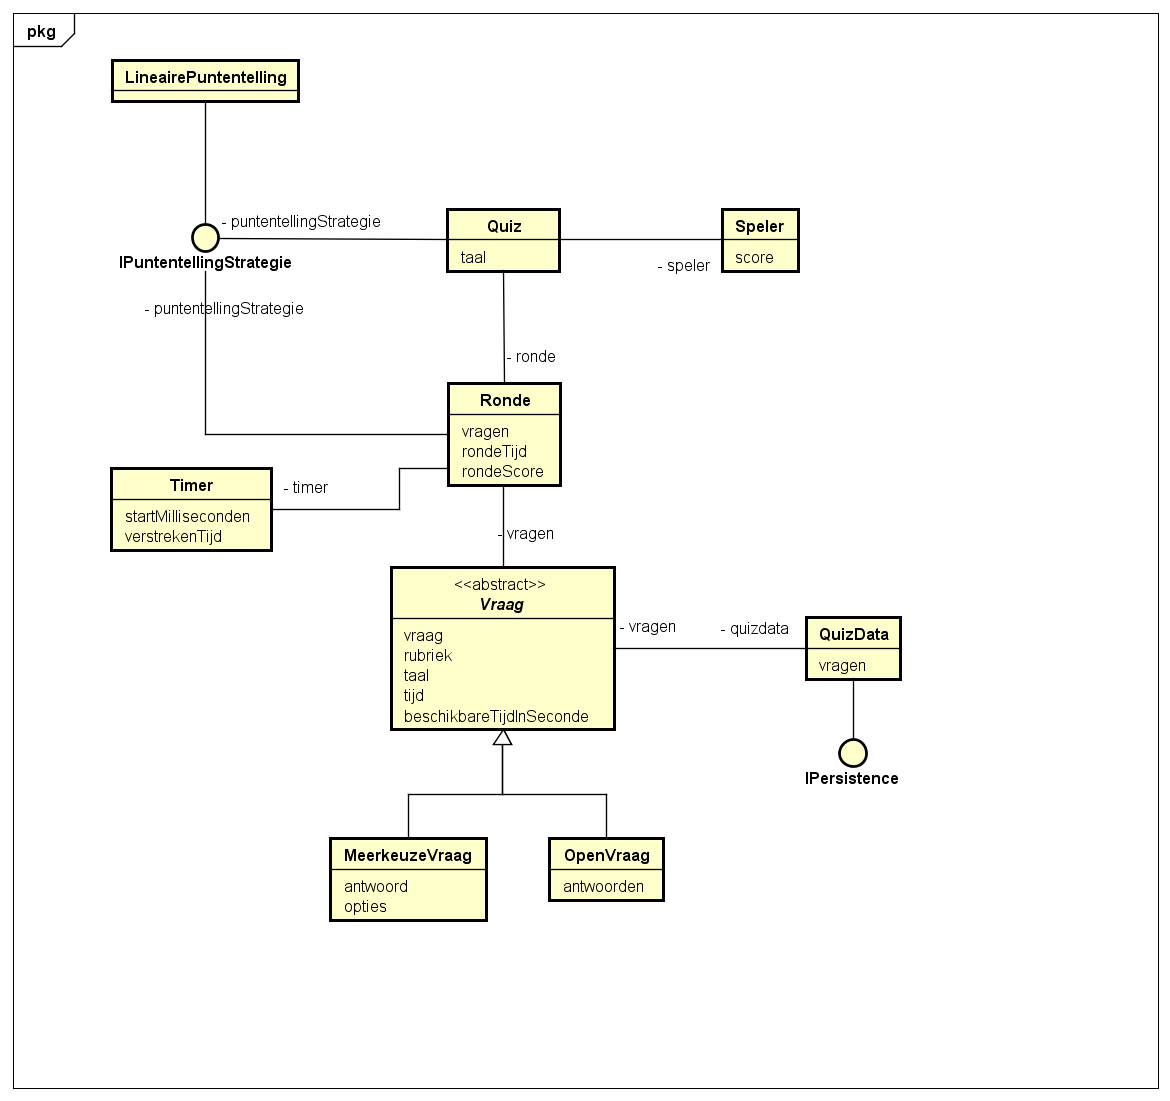 pkg
LineairePuntentelling
- puntentellingStrategie
IPuntentellingStrategie
Quiz
taal
Speler
score
- speler
- puntentellingStrategie
- ronde
Ronde
vragen
rondeTijd
rondeScore
Timer
startMilliseconden
verstrekenTijd
- timer
- vragen
<<abstract>>
Vraag
vraag
rubriek
taal
tijd
beschikbareTijdInSeconde
- vragen
- quizdata
QuizData
vragen
IPersistence
MeerkeuzeVraag
antwoord
opties
OpenVraag
antwoorden